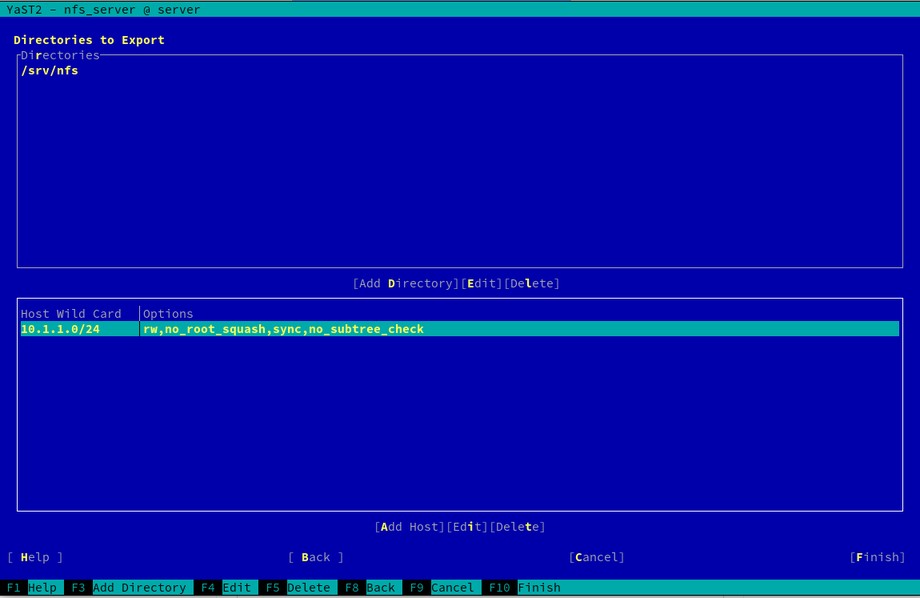 YaST2 - nfs_server @ server
Directories to Export
Directories
/srv/nfs
[Add Directory][Edit][Delete]
Host Wild Card │Options
10.1.1.0/24 │rw,no_root_squash,sync,no_subtree_check
[Add Host][Edit][Delete]
[ Help ] [ Back ] [Cancel] [Finish]
F1 Help F3 Add Directory F4 Edit F5 Delete F8 Back F9 Cancel F10 Finish